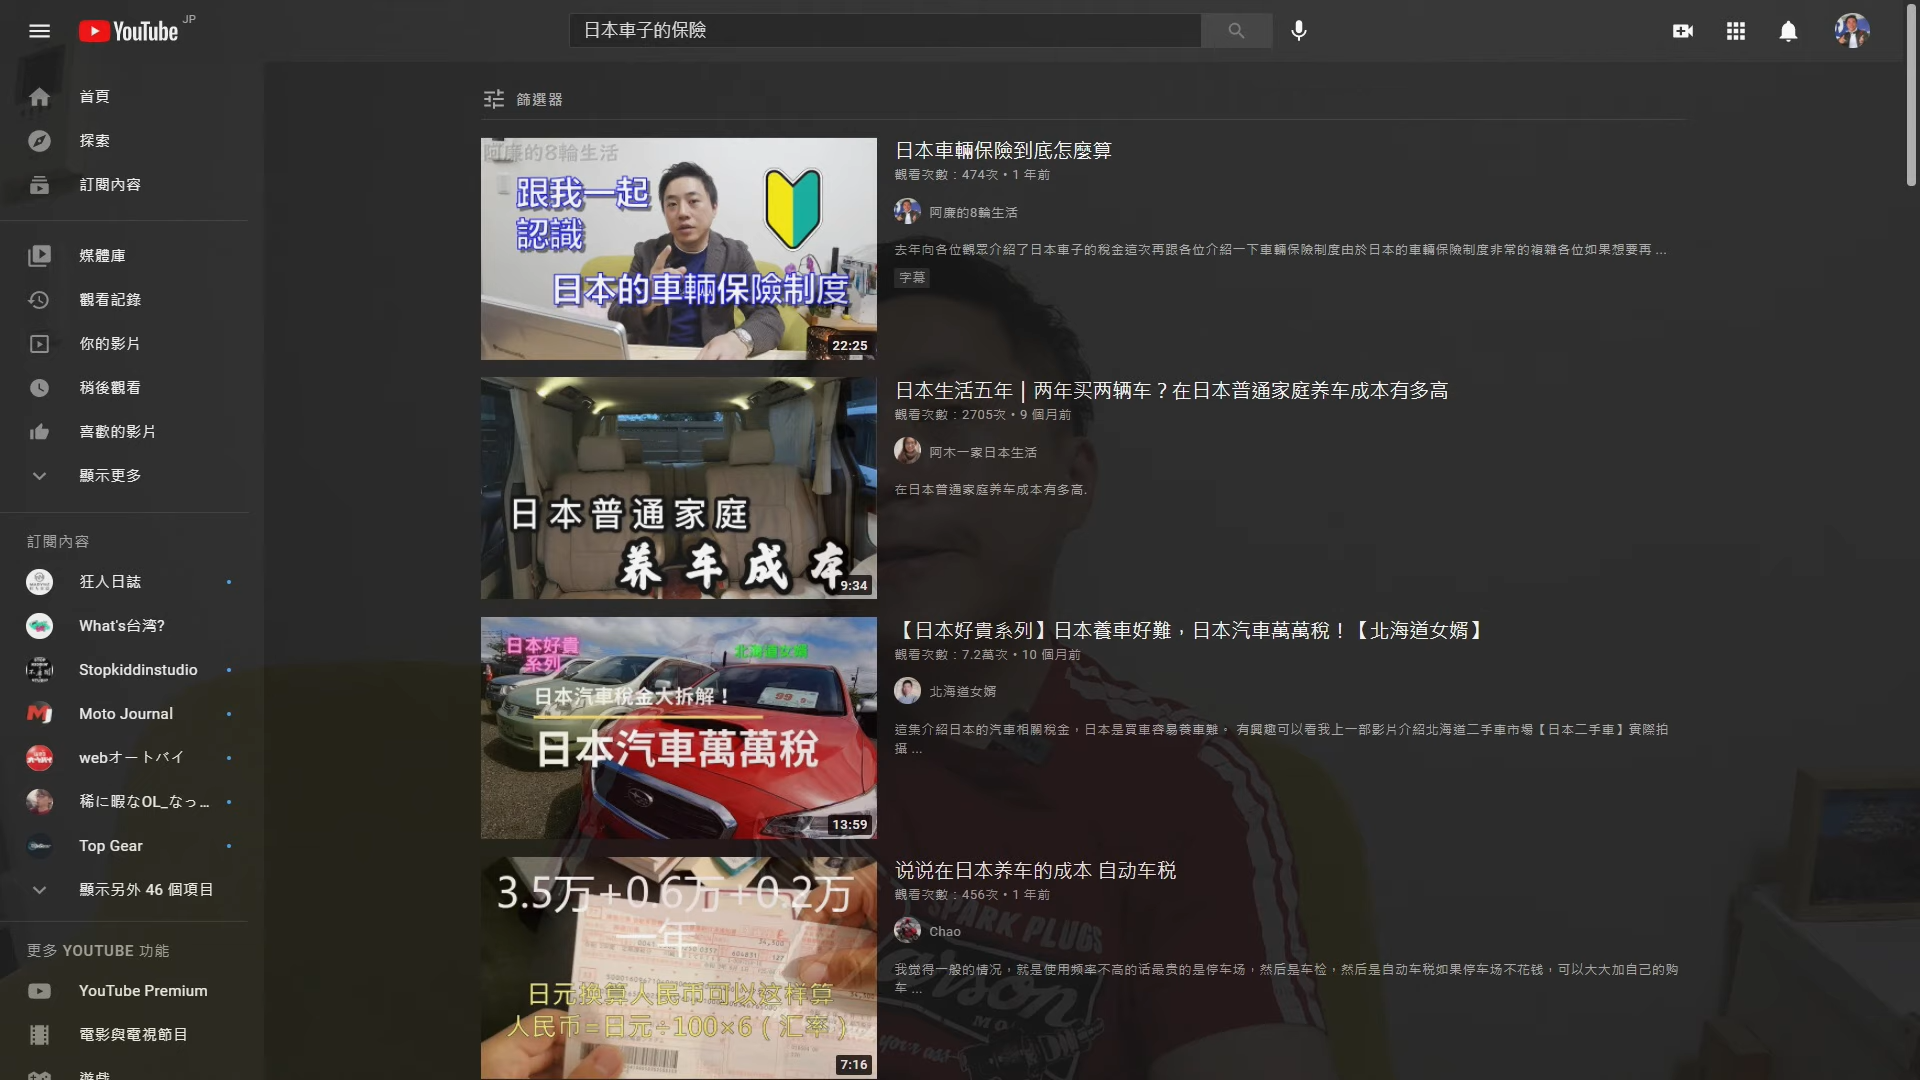 YouTube JP
日本車子的保險
首頁
探索
訂閱內容
媒體庫
觀看記錄
你的影片
稍後觀看
喜歡的影片
顯示更多
訂閱內容
狂人日誌
What's台湾?
Stopkiddinstudio
Moto Journal
webオートバイ
稀に暇なOL_なっ...
Top Gear
顯示另外 46 個項目
更多 YOUTUBE 功能
YouTube Premium
電影與電視節目
遊戲
篩選器
阿廉的8輪生活
跟我一起
認識
日本的車輛保險制度
22:25
日本車輛保險到底怎麼算
觀看次數：474次 • 1 年前
阿廉的8輪生活
去年向各位觀眾介紹了日本車子的稅金這次再跟各位介紹一下車輛保險制度由於日本的車輛保險制度非常的複雜各位如果想要再 ...
字幕
日本普通家庭
养车成本
9:34
日本生活五年｜两年买两辆车？在日本普通家庭养车成本有多高
觀看次數：2705次 • 9 個月前
阿木一家日本生活
在日本普通家庭养车成本有多高.
日本好貴
系列
北海道女婿
99
日本汽車稅金大拆解！
日本汽車萬萬稅
13:59
【日本好貴系列】日本養車好難，日本汽車萬萬稅！【北海道女婿】
觀看次數：7.2萬次 • 10 個月前
北海道女婿
這集介紹日本的汽車相關稅金，日本是買車容易養車難。 有興趣可以看我上一部影片介紹北海道二手車市場【日本二手車】實際拍
攝 ...
3.5万+0.6万+0.2万
一年
日元换算人民币可以这样算
人民币=日元÷100×6（汇率）
7:16
说说在日本养车的成本 自动车税
觀看次數：456次 • 1 年前
Chao
我觉得一般的情况，就是使用频率不高的话最贵的是停车场，然后是车检，然后是自动车税如果停车场不花钱，可以大大加自己的购
车 ...
SPARK PLUGS